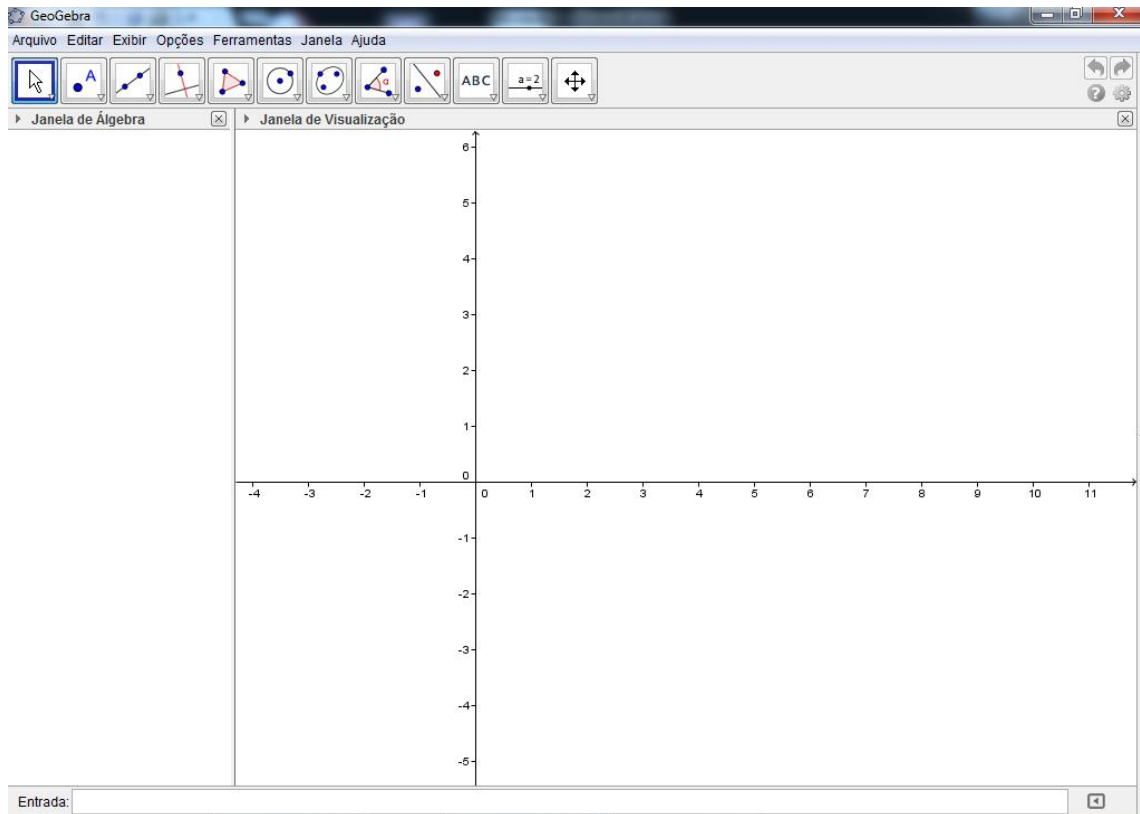 GeoGebra
Arquivo Editar Exibir Opções Ferramentas Janela Ajuda
A
α
ABC
a=2
Janela de Álgebra
Janela de Visualização
6
5
4
3
2
1
0
-4 -3 -2 -1 0 1 2 3 4 5 6 7 8 9 10 11
-1
-2
-3
-4
-5
Entrada: